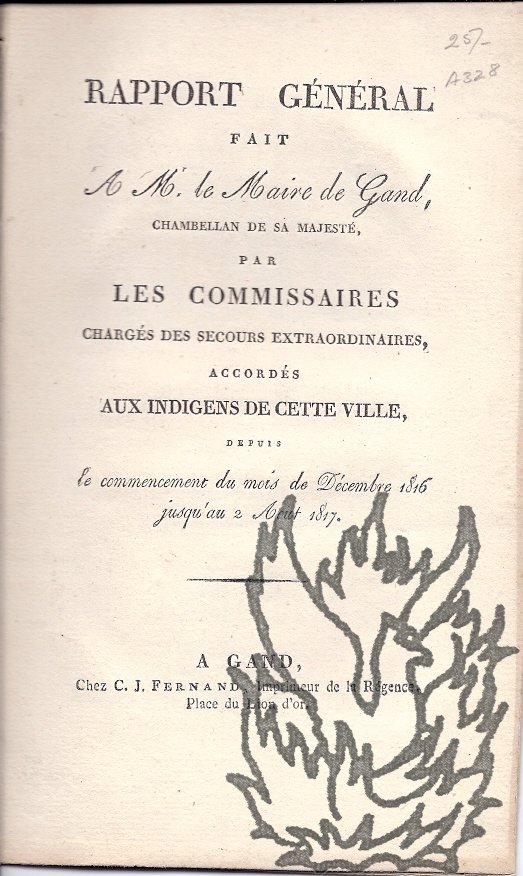 25/-
A328
RAPPORT GÉNÉRAL
FAIT
A M. le Maire de Gand,
CHAMBELLAN DE SA MAJESTÉ,
PAR
LES COMMISSAIRES
CHARGÉS DES SECOURS EXTRAORDINAIRES,
ACCORDÉS
AUX INDIGENS DE CETTE VILLE,
DEPUIS
le commencement du mois de Décembre 1816
jusqu'au 2 Aout 1817.
A GAND,
Chez C. J. FERNAND, Imprimeur de la Régence,
Place du Lion d'or.